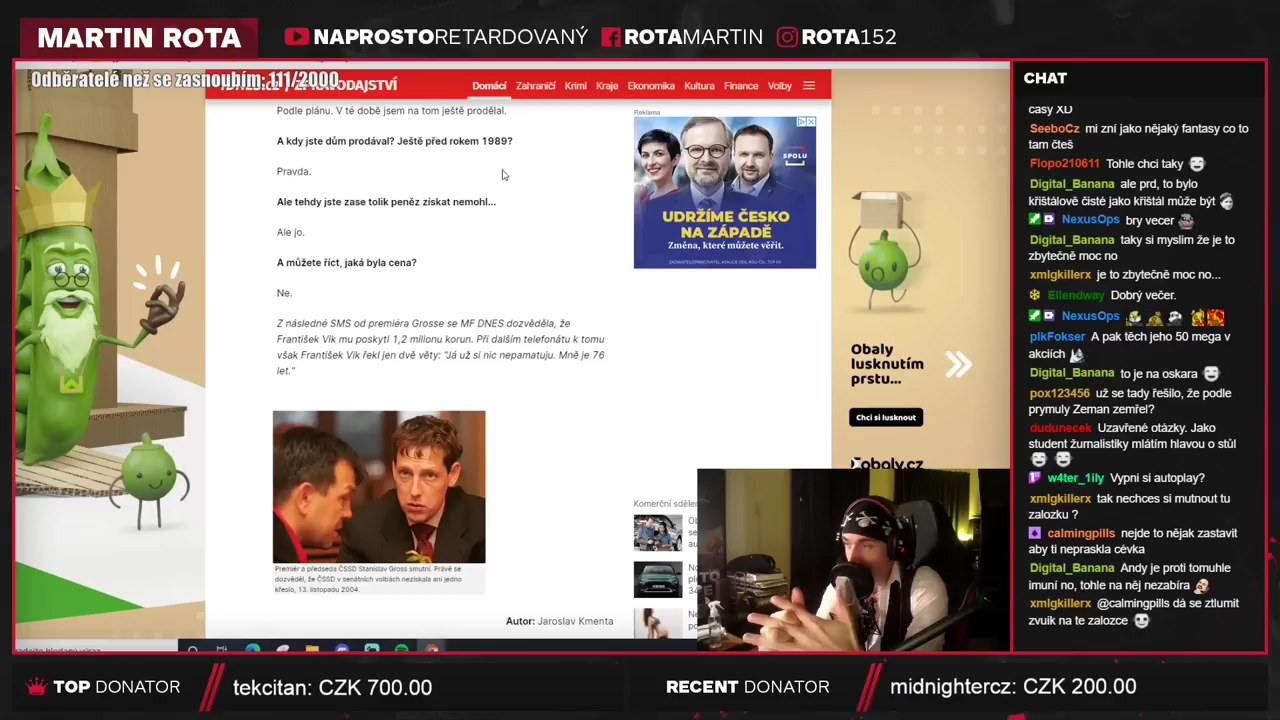 MARTIN ROTA
NAPROSTORETARDOVANÝ
ROTAMARTIN
ROTA152
Odběratelé než se zasnoubím: 111/2000
Domácí Zahraničí Krimi Kraje Ekonomika Kultura Finance Volby
Podle plánu. V té době jsem na tom ještě prodělal.
A kdy jste dům prodával? Ještě před rokem 1989?
Pravda.
Ale tehdy jste zase tolik peněz získat nemohl...
Ale jo.
A můžete říct, jaká byla cena?
Ne.
Z následné SMS od premiéra Grosse se MF DNES dozvěděla, že
František Vik mu poskytl 1,2 milionu korun. Při dalším telefonátu k tomu
však František Vik řekl jen dvě věty: "Já už si nic nepamatuju. Mně je 76
let."
Premiér a předseda ČSSD Stanislav Gross smutní. Právě se
dozvěděl, že ČSSD v senátních volbách nezískala ani jedno
křeslo, 13. listopadu 2004.
Autor: Jaroslav Kmenta
Reklama
SPOLU
UDRŽÍME ČESKO
NA ZÁPADĚ
Změna, které můžete věřit.
Komerční sdělen
Obaly
lusknutím
prstu...
Chci si lusknout
Obaly.cz
CHAT
casy XD
SeeboCz mi zní jako nějaký fantasy co to
tam čteš
Flopo210611 Tohle chci taky
Digital_Banana ale prd, to bylo
křišťálově čisté jako křištál může být
NexusOps bry vecer
Digital_Banana taky si myslim že je to
zbytečně moc no
xmlgkillerx je to zbytečně moc no...
Ellendway Dobrý večer.
NexusOps
plkFokser A pak těch jeho 50 mega v
akciích
Digital_Banana to je na oskara
pox123456 už se tady řešilo, že podle
prymuly Zeman zemřel?
dudunecek Uzavřené otázky. Jako
student žurnalistiky mlátím hlavou o stůl
w4ter_1ily Vypni si autoplay?
xmlgkillerx tak nechces si mutnout tu
zalozku ?
calmingpills nejde to nějak zastavit
aby ti nepraskla cévka
Digital_Banana Andy je proti tomuhle
imuní no, tohle na něj nezabíra
xmlgkillerx @calmingpills dá se ztlumit
zvuik na te zalozce
TOP DONATOR
tekcitan: CZK 700.00
RECENT DONATOR
midnightercz: CZK 200.00